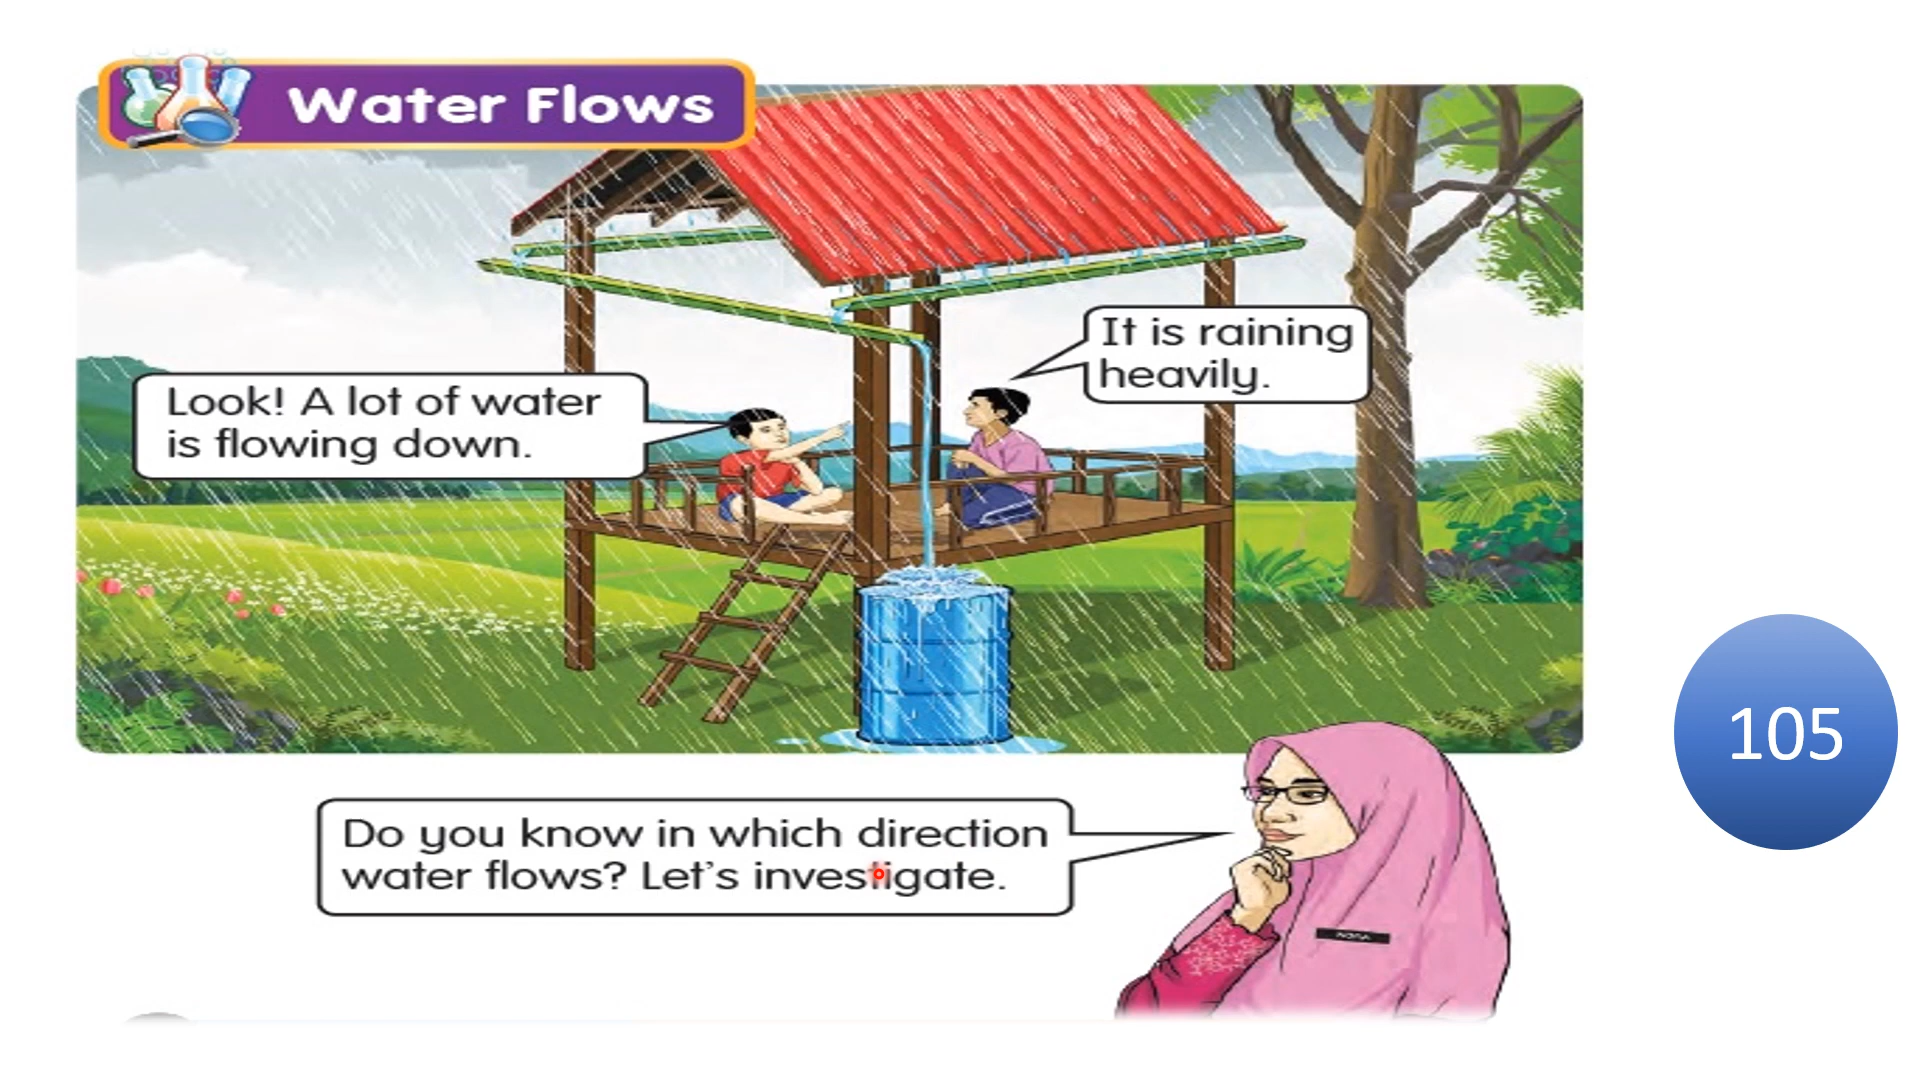 Water Flows
It is raining
heavily.
Look! A lot of water
is flowing down.
105
Do you know in which direction
water flows? Let's investigate.